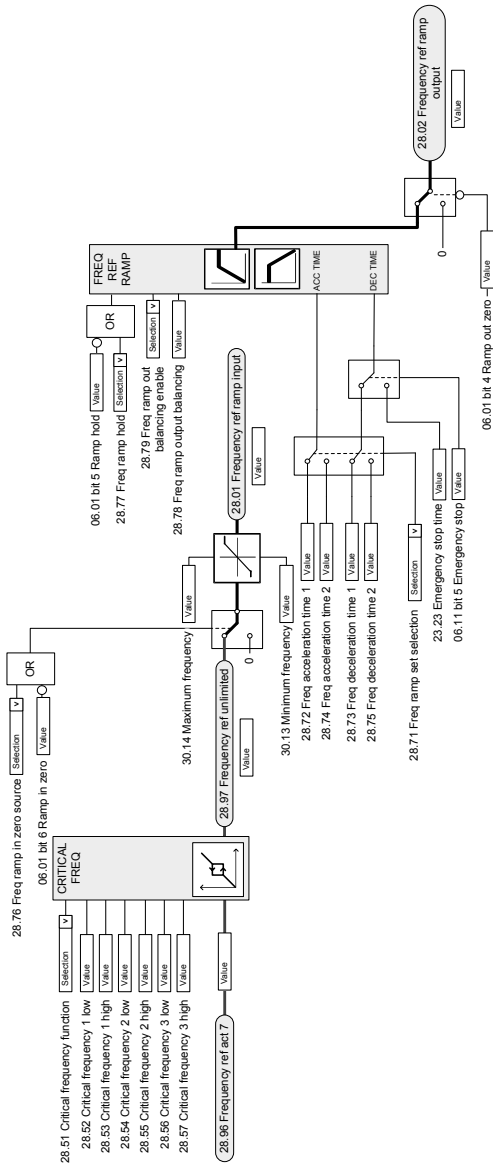 28.76 Freq ramp in zero source Selection v
06.01 bit 6 Ramp in zero Value
OR
28.51 Critical frequency function Selection v
28.52 Critical frequency 1 low Value
28.53 Critical frequency 1 high Value
28.54 Critical frequency 2 low Value
28.55 Critical frequency 2 high Value
28.56 Critical frequency 3 low Value
28.57 Critical frequency 3 high Value
CRITICAL
FREQ
28.96 Frequency ref act 7
Value
28.97 Frequency ref unlimited
Value
0
30.14 Maximum frequency Value
30.13 Minimum frequency Value
28.01 Frequency ref ramp input
Value
06.01 bit 5 Ramp hold Value
28.77 Freq ramp hold Selection v
OR
28.79 Freq ramp out
balancing enable Selection v
28.78 Freq ramp output balancing Value
FREQ
REF
RAMP
ACC TIME
DEC TIME
28.72 Freq acceleration time 1 Value
28.74 Freq acceleration time 2 Value
28.73 Freq deceleration time 1 Value
28.75 Freq deceleration time 2 Value
28.71 Freq ramp set selection Selection v
23.23 Emergency stop time Value
06.11 bit 5 Emergency stop Value
0
06.01 bit 4 Ramp out zero Value
28.02 Frequency ref ramp
output
Value